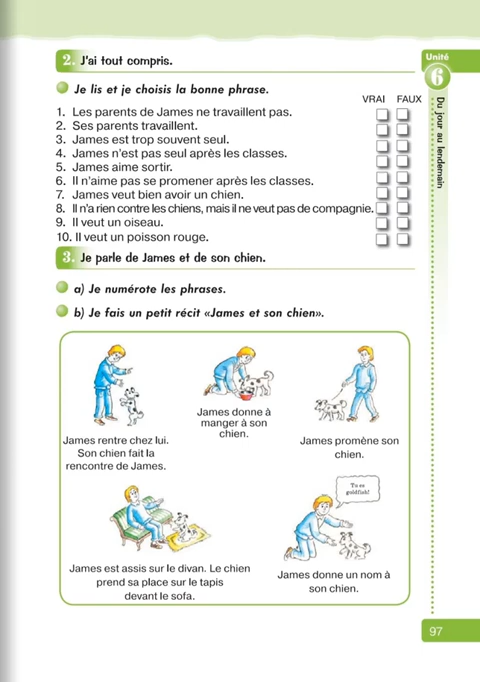 2. J'ai tout compris.
Unité
6
Du jour au lendemain
Je lis et je choisis la bonne phrase.
VRAI FAUX
1. Les parents de James ne travaillent pas.
2. Ses parents travaillent.
3. James est trop souvent seul.
4. James n'est pas seul après les classes.
5. James aime sortir.
6. Il n'aime pas se promener après les classes.
7. James veut bien avoir un chien.
8. Il n'a rien contre les chiens, mais il ne veut pas de compagnie.
9. Il veut un oiseau.
10. Il veut un poisson rouge.
3. Je parle de James et de son chien.
a) Je numérote les phrases.
b) Je fais un petit récit «James et son chien».
James rentre chez lui.
Son chien fait la
rencontre de James.
James donne à
manger à son
chien.
James promène son
chien.
Tu es
goldfish!
James est assis sur le divan. Le chien
prend sa place sur le tapis
devant le sofa.
James donne un nom à
son chien.
97